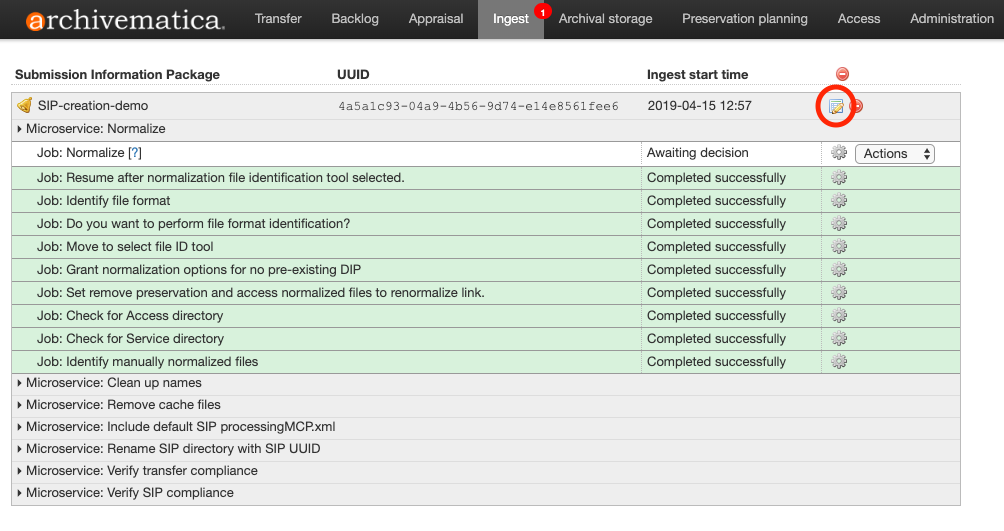 archivematica. Transfer Backlog Appraisal Ingest 1 Archival storage Preservation planning Access Administration
Submission Information Package UUID Ingest start time
SIP-creation-demo 4a5a1c93-04a9-4b56-9d74-e14e8561fee6 2019-04-15 12:57
Microservice: Normalize
Job: Normalize [?] Awaiting decision Actions
Job: Resume after normalization file identification tool selected. Completed successfully
Job: Identify file format Completed successfully
Job: Do you want to perform file format identification? Completed successfully
Job: Move to select file ID tool Completed successfully
Job: Grant normalization options for no pre-existing DIP Completed successfully
Job: Set remove preservation and access normalized files to renormalize link. Completed successfully
Job: Check for Access directory Completed successfully
Job: Check for Service directory Completed successfully
Job: Identify manually normalized files Completed successfully
Microservice: Clean up names
Microservice: Remove cache files
Microservice: Include default SIP processingMCP.xml
Microservice: Rename SIP directory with SIP UUID
Microservice: Verify transfer compliance
Microservice: Verify SIP compliance